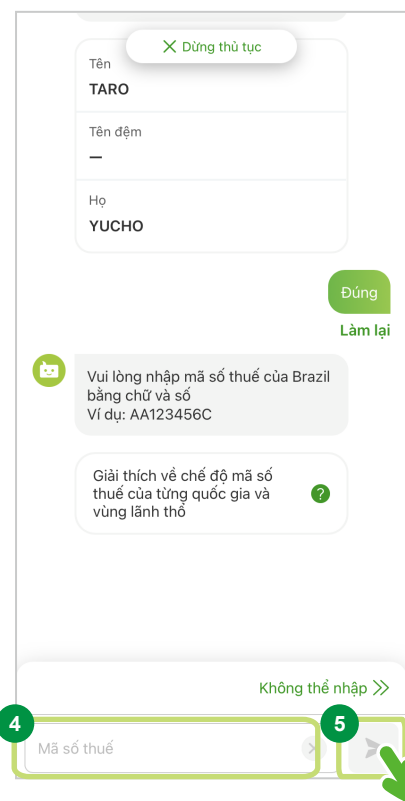 × Dừng thủ tục
Tên
TARO
Tên đệm
—
Họ
YUCHO
Đúng
Làm lại
Vui lòng nhập mã số thuế của Brazil
bằng chữ và số
Ví dụ: AA123456C
Giải thích về chế độ mã số
thuế của từng quốc gia và
vùng lãnh thổ
?
Không thể nhập
4
5
Mã số thuế